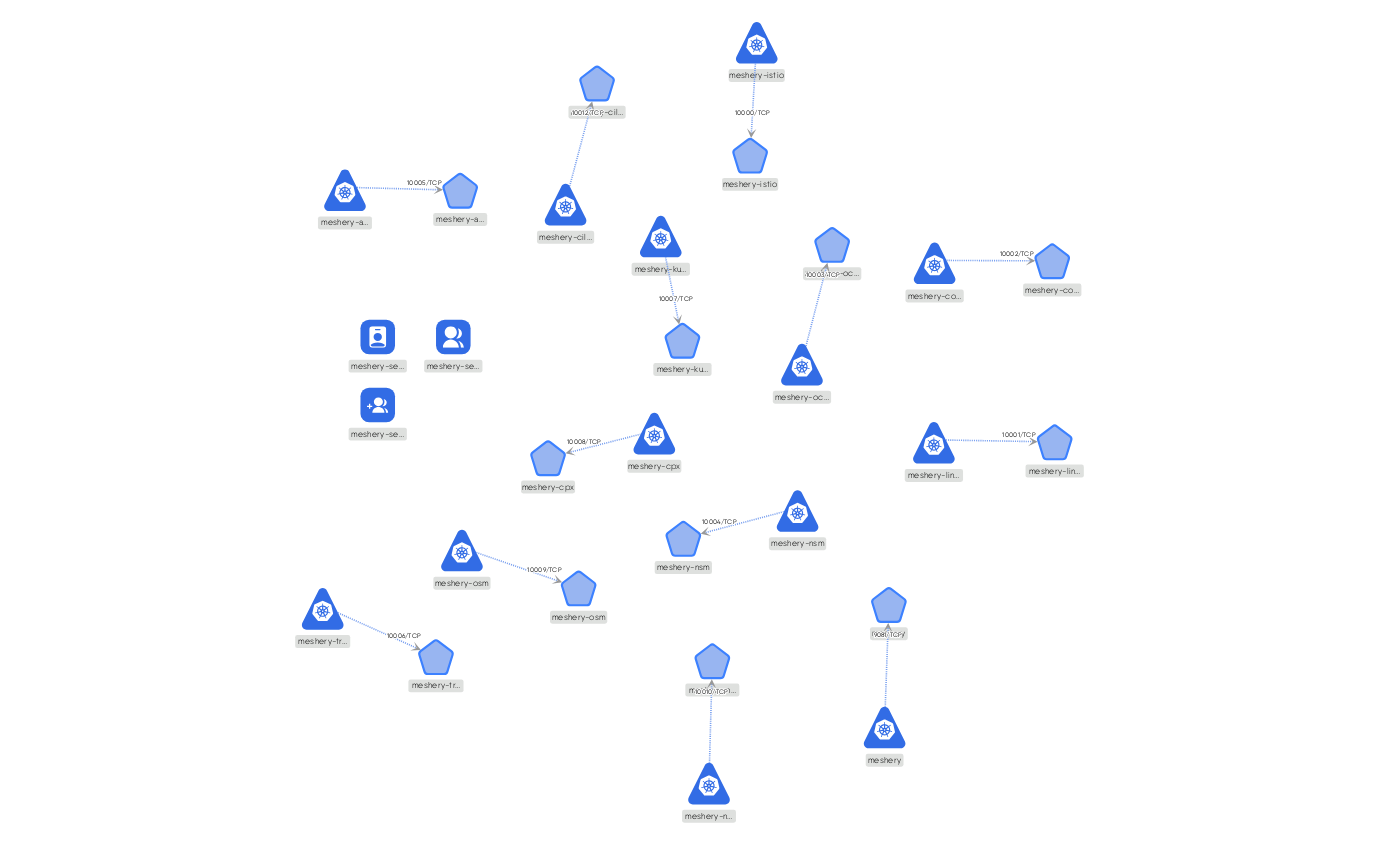 meshery-istio
10012/TCP
-cil...
10000/TCP
meshery-istio
10005/TCP
meshery-a...
meshery-a...
meshery-cil...
meshery-ku...
10007/TCP
meshery-ku...
10003/TCP
-oc...
meshery-oc...
10002/TCP
meshery-co...
meshery-co...
meshery-se...
meshery-se...
meshery-se...
10008/TCP
meshery-cpx
meshery-cpx
10001/TCP
meshery-lin...
meshery-lin...
10004/TCP
meshery-nsm
meshery-nsm
meshery-osm
10009/TCP
meshery-osm
meshery-tr...
10006/TCP
meshery-tr...
10010/TCP
meshery-n...
9081/TCP
meshery